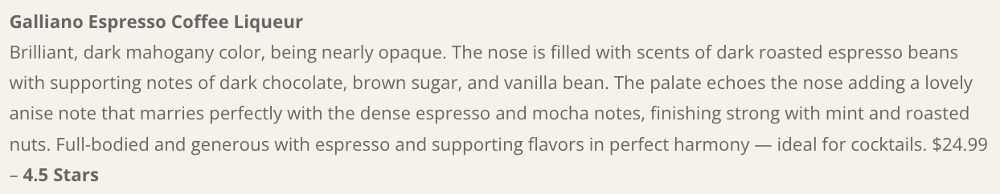 Galliano Espresso Coffee Liqueur
Brilliant, dark mahogany color, being nearly opaque. The nose is filled with scents of dark roasted espresso beans
with supporting notes of dark chocolate, brown sugar, and vanilla bean. The palate echoes the nose adding a lovely
anise note that marries perfectly with the dense espresso and mocha notes, finishing strong with mint and roasted
nuts. Full-bodied and generous with espresso and supporting flavors in perfect harmony — ideal for cocktails. $24.99
– 4.5 Stars